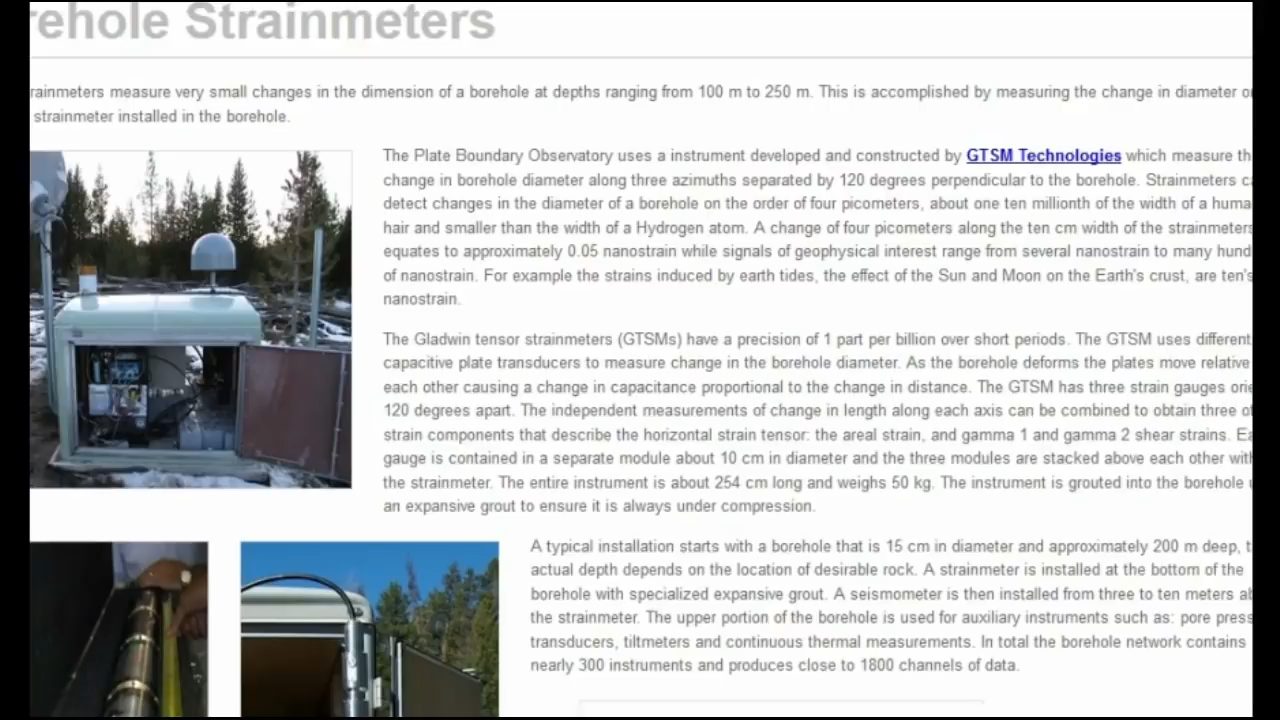 rehole Strainmeters
rainmeters measure very small changes in the dimension of a borehole at depths ranging from 100 m to 250 m. This is accomplished by measuring the change in diameter o
strainmeter installed in the borehole.
The Plate Boundary Observatory uses a instrument developed and constructed by GTSM Technologies which measure th
change in borehole diameter along three azimuths separated by 120 degrees perpendicular to the borehole. Strainmeters c
detect changes in the diameter of a borehole on the order of four picometers, about one ten millionth of the width of a huma
hair and smaller than the width of a Hydrogen atom. A change of four picometers along the ten cm width of the strainmeters
equates to approximately 0.05 nanostrain while signals of geophysical interest range from several nanostrain to many hund
of nanostrain. For example the strains induced by earth tides, the effect of the Sun and Moon on the Earth's crust, are ten's
nanostrain.
The Gladwin tensor strainmeters (GTSMs) have a precision of 1 part per billion over short periods. The GTSM uses different
capacitive plate transducers to measure change in the borehole diameter. As the borehole deforms the plates move relative
each other causing a change in capacitance proportional to the change in distance. The GTSM has three strain gauges orie
120 degrees apart. The independent measurements of change in length along each axis can be combined to obtain three of
strain components that describe the horizontal strain tensor: the areal strain, and gamma 1 and gamma 2 shear strains. Ea
gauge is contained in a separate module about 10 cm in diameter and the three modules are stacked above each other with
the strainmeter. The entire instrument is about 254 cm long and weighs 50 kg. The instrument is grouted into the borehole u
an expansive grout to ensure it is always under compression.
A typical installation starts with a borehole that is 15 cm in diameter and approximately 200 m deep, t
actual depth depends on the location of desirable rock. A strainmeter is installed at the bottom of the
borehole with specialized expansive grout. A seismometer is then installed from three to ten meters ab
the strainmeter. The upper portion of the borehole is used for auxiliary instruments such as: pore press
transducers, tiltmeters and continuous thermal measurements. In total the borehole network contains
nearly 300 instruments and produces close to 1800 channels of data.